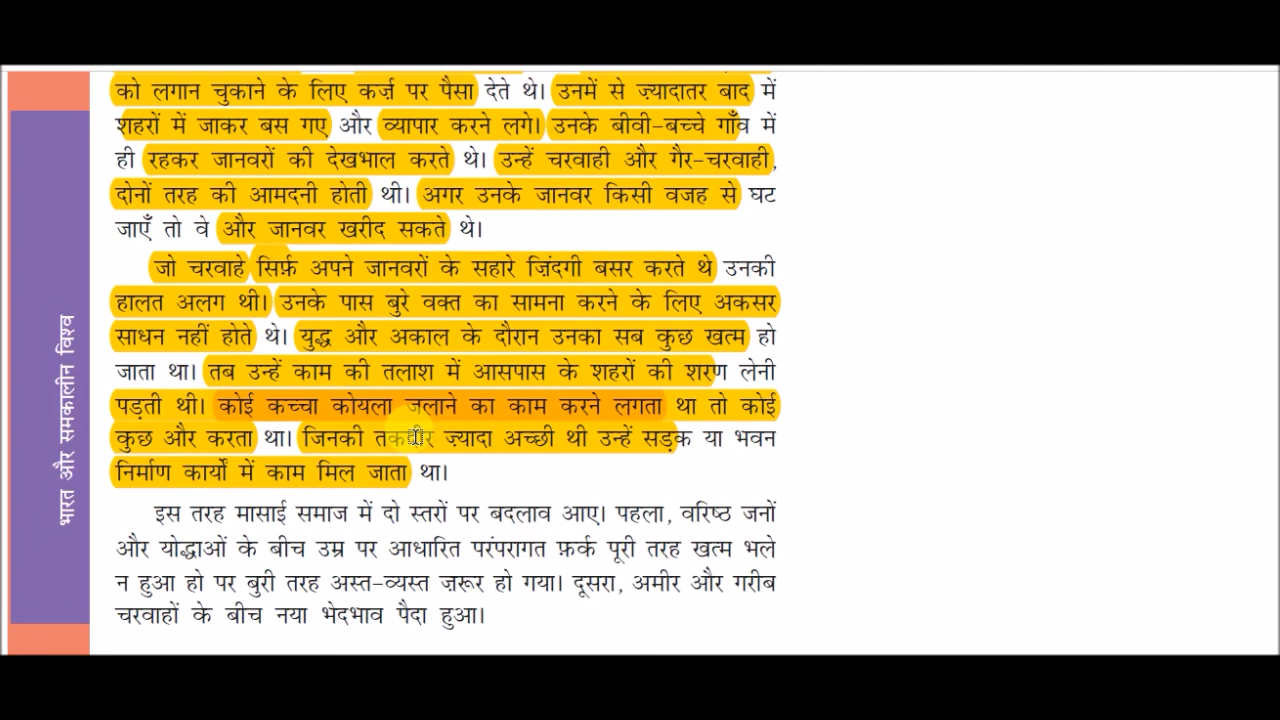 को लगान चुकाने के लिए कर्ज़ पर पैसा देते थे। उनमें से ज़्यादातर बाद में
शहरों में जाकर बस गए और व्यापार करने लगे। उनके बीवी-बच्चे गाँव में
ही रहकर जानवरों की देखभाल करते थे। उन्हें चरवाही और गैर-चरवाही,
दोनों तरह की आमदनी होती थी। अगर उनके जानवर किसी वजह से घट
जाएँ तो वे और जानवर खरीद सकते थे।
जो चरवाहे सिर्फ़ अपने जानवरों के सहारे ज़िंदगी बसर करते थे उनकी
हालत अलग थी। उनके पास बुरे वक्त का सामना करने के लिए अकसर
साधन नहीं होते थे। युद्ध और अकाल के दौरान उनका सब कुछ खत्म हो
जाता था। तब उन्हें काम की तलाश में आसपास के शहरों की शरण लेनी
पड़ती थी। कोई कच्चा कोयला जलाने का काम करने लगता था तो कोई
कुछ और करता था। जिनकी तकदीर ज़्यादा अच्छी थी उन्हें सड़क या भवन
निर्माण कार्यों में काम मिल जाता था।
इस तरह मासाई समाज में दो स्तरों पर बदलाव आए। पहला, वरिष्ठ जनों
और योद्धाओं के बीच उम्र पर आधारित परंपरागत फ़र्क पूरी तरह खत्म भले
न हुआ हो पर बुरी तरह अस्त-व्यस्त ज़रूर हो गया। दूसरा, अमीर और गरीब
चरवाहों के बीच नया भेदभाव पैदा हुआ।
भारत और समकालीन विश्व